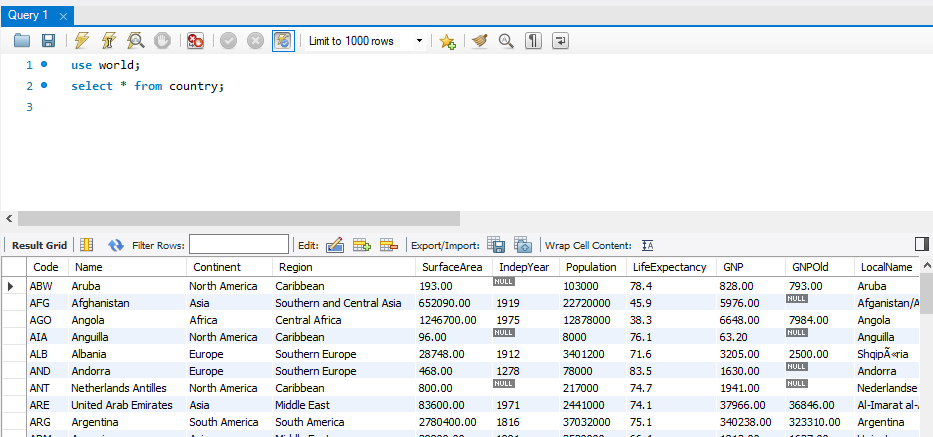 Query 1
Limit to 1000 rows
1 use world;
2 select * from country;
3
Result Grid Filter Rows: Edit: Export/Import: Wrap Cell Content: IA
Code Name Continent Region SurfaceArea IndepYear Population LifeExpectancy GNP GNPOld LocalName
ABW Aruba North America Caribbean 193.00 NULL 103000 78.4 828.00 793.00 Aruba
AFG Afghanistan Asia Southern and Central Asia 652090.00 1919 22720000 45.9 5976.00 NULL Afganistan/A
AGO Angola Africa Central Africa 1246700.00 1975 12878000 38.3 6648.00 7984.00 Angola
AIA Anguilla North America Caribbean 96.00 NULL 8000 76.1 63.20 NULL Anguilla
ALB Albania Europe Southern Europe 28748.00 1912 3401200 71.6 3205.00 2500.00 ShqipÃ«ria
AND Andorra Europe Southern Europe 468.00 1278 78000 83.5 1630.00 NULL Andorra
ANT Netherlands Antilles North America Caribbean 800.00 NULL 217000 74.7 1941.00 NULL Nederlandse
ARE United Arab Emirates Asia Middle East 83600.00 1971 2441000 74.1 37966.00 36846.00 Al-Imarat al-
ARG Argentina South America South America 2780400.00 1816 37032000 75.1 340238.00 323310.00 Argentina